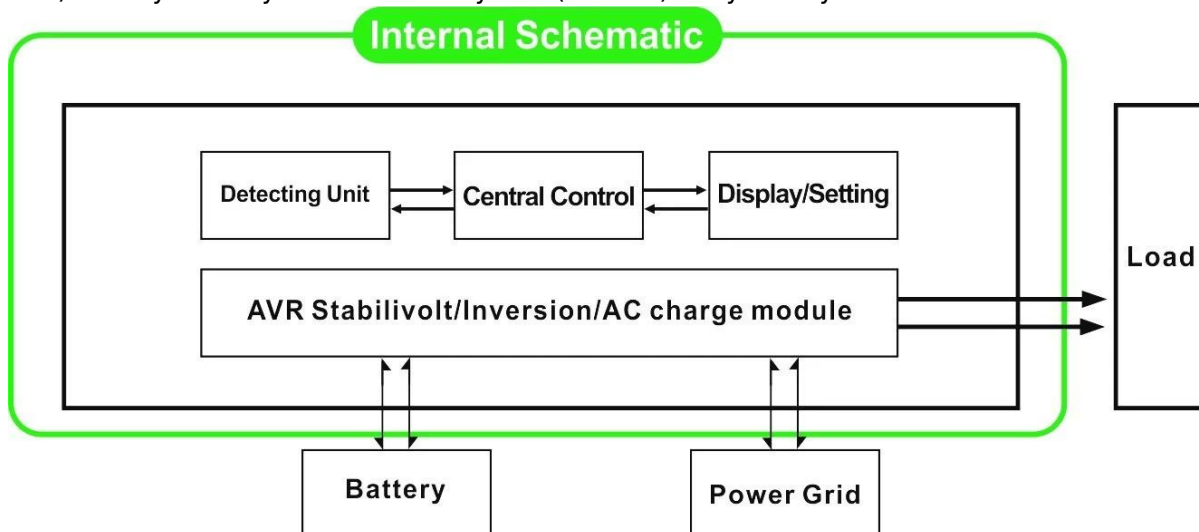 Internal Schematic
Detecting Unit
Central Control
Display/Setting
Load
AVR Stabilivolt/Inversion/AC charge module
Battery
Power Grid